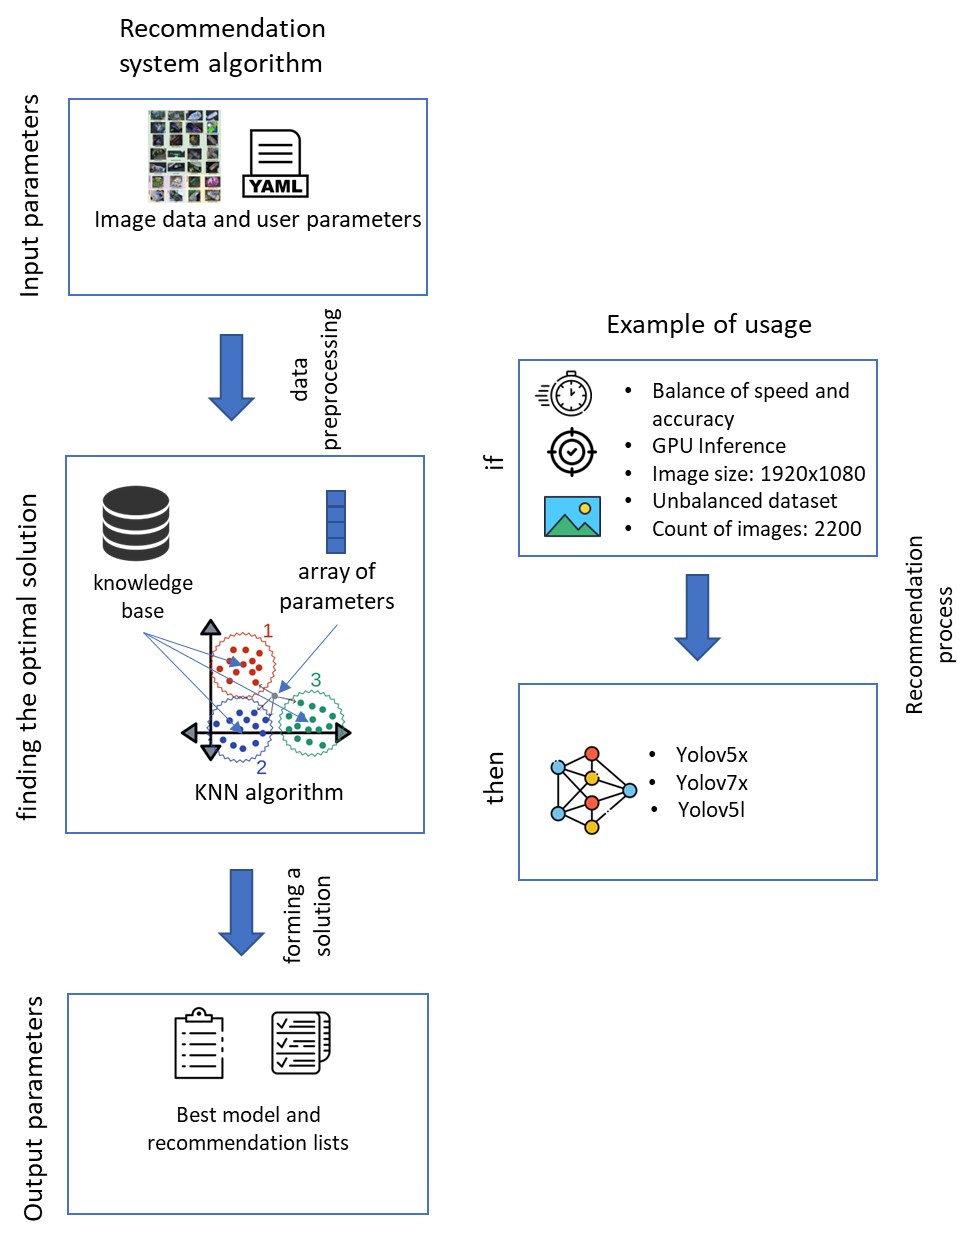 Recommendation
system algorithm
Input parameters
YAML
Image data and user parameters
data
preprocessing
finding the optimal solution
knowledge
base
array of
parameters
1
3
2
KNN algorithm
forming a
solution
Output parameters
Best model and
recommendation lists
Example of usage
if
• Balance of speed and
accuracy
• GPU Inference
• Image size: 1920x1080
• Unbalanced dataset
• Count of images: 2200
Recommendation
process
then
• Yolov5x
• Yolov7x
• Yolov5l